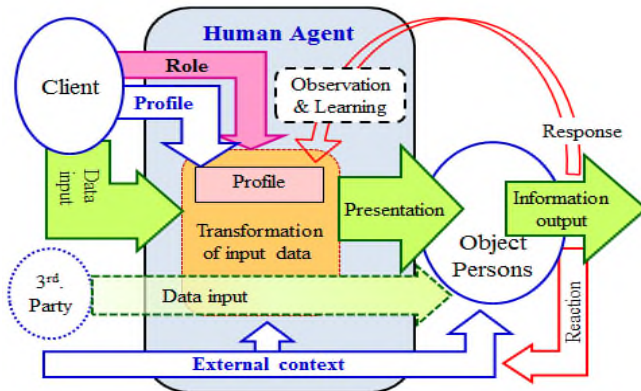 Human Agent
Client
Role
Profile
Observation
& Learning
Response
Data
input
Profile
Presentation
Information
output
Transformation
of input data
Object
Persons
3rd.
Party
Data input
Reaction
External context